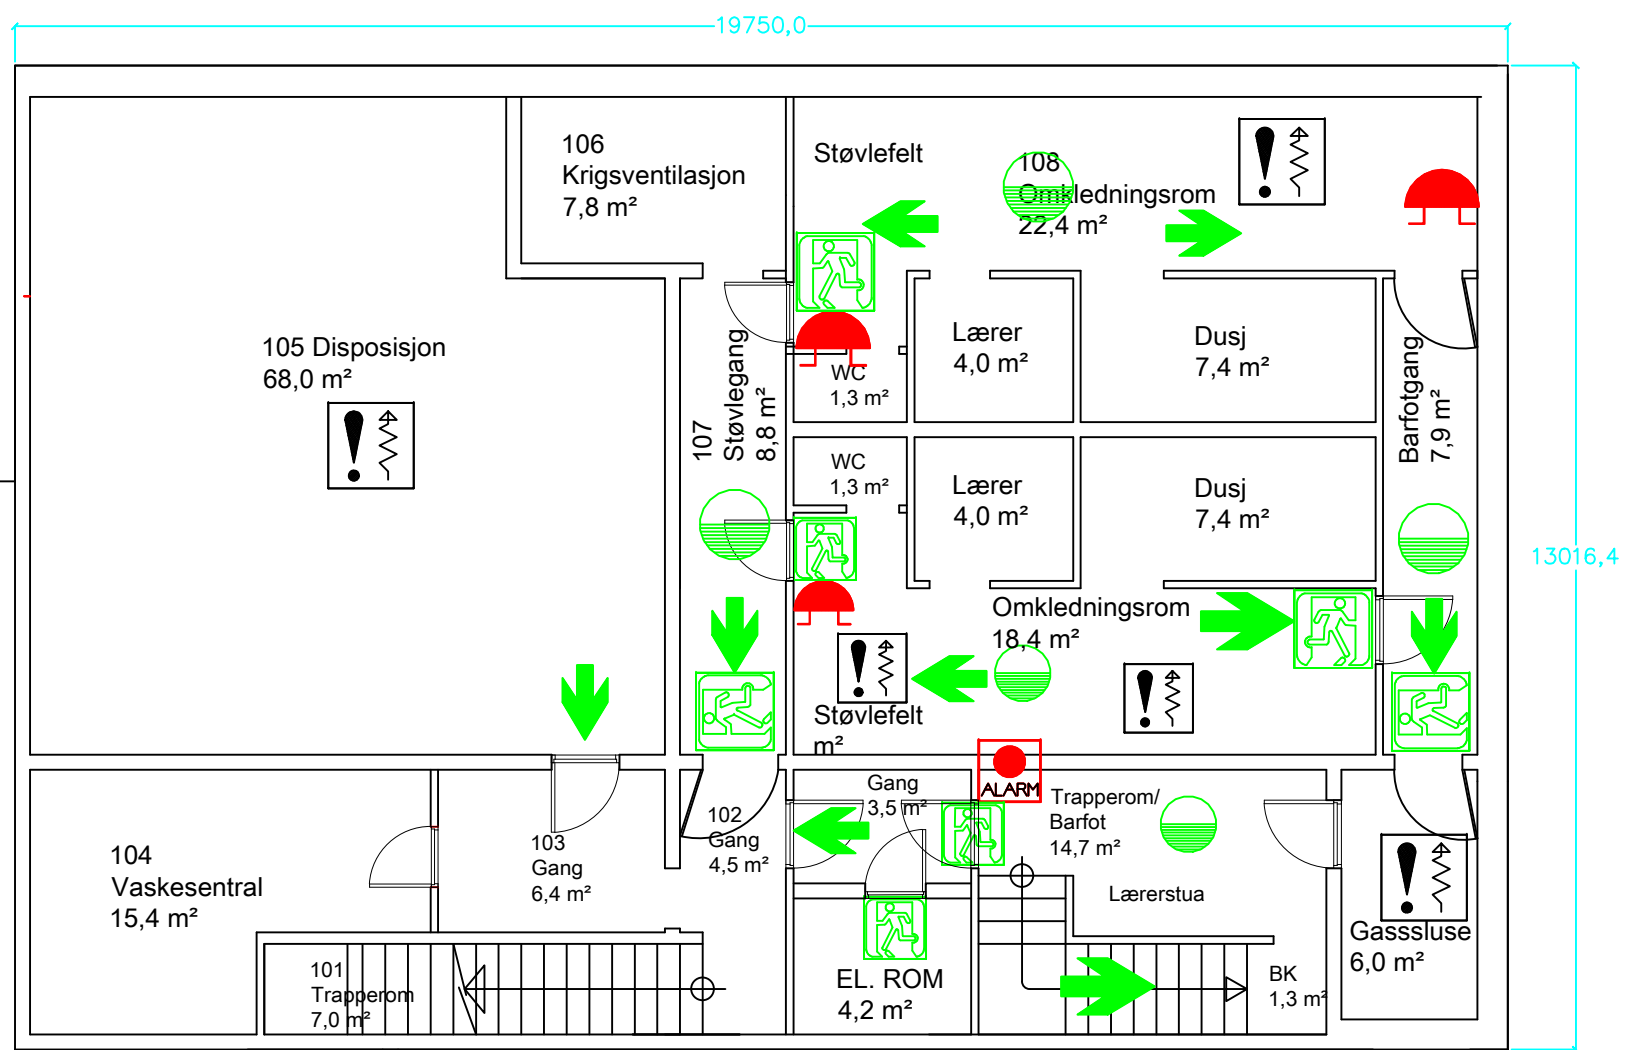 19750,0
106
Krigsventilasjon
7,8 m²
Støvlefelt
108
Omkledningsrom
22,4 m²
105 Disposisjon
68,0 m²
107
Støvlegang
8,8 m²
WC
1,3 m²
Lærer
4,0 m²
Dusj
7,4 m²
Barfotgang
7,9 m²
WC
1,3 m²
Lærer
4,0 m²
Dusj
7,4 m²
13016,4
Omkledningsrom
18,4 m²
Støvlefelt
m²
ALARM
Gang
3,5 m²
Trapperom/
Barfot
14,7 m²
Lærerstua
102
Gang
4,5 m²
103
Gang
6,4 m²
104
Vaskesentral
15,4 m²
Gasssluse
6,0 m²
101
Trapperom
7,0 m²
EL. ROM
4,2 m²
BK
1,3 m²